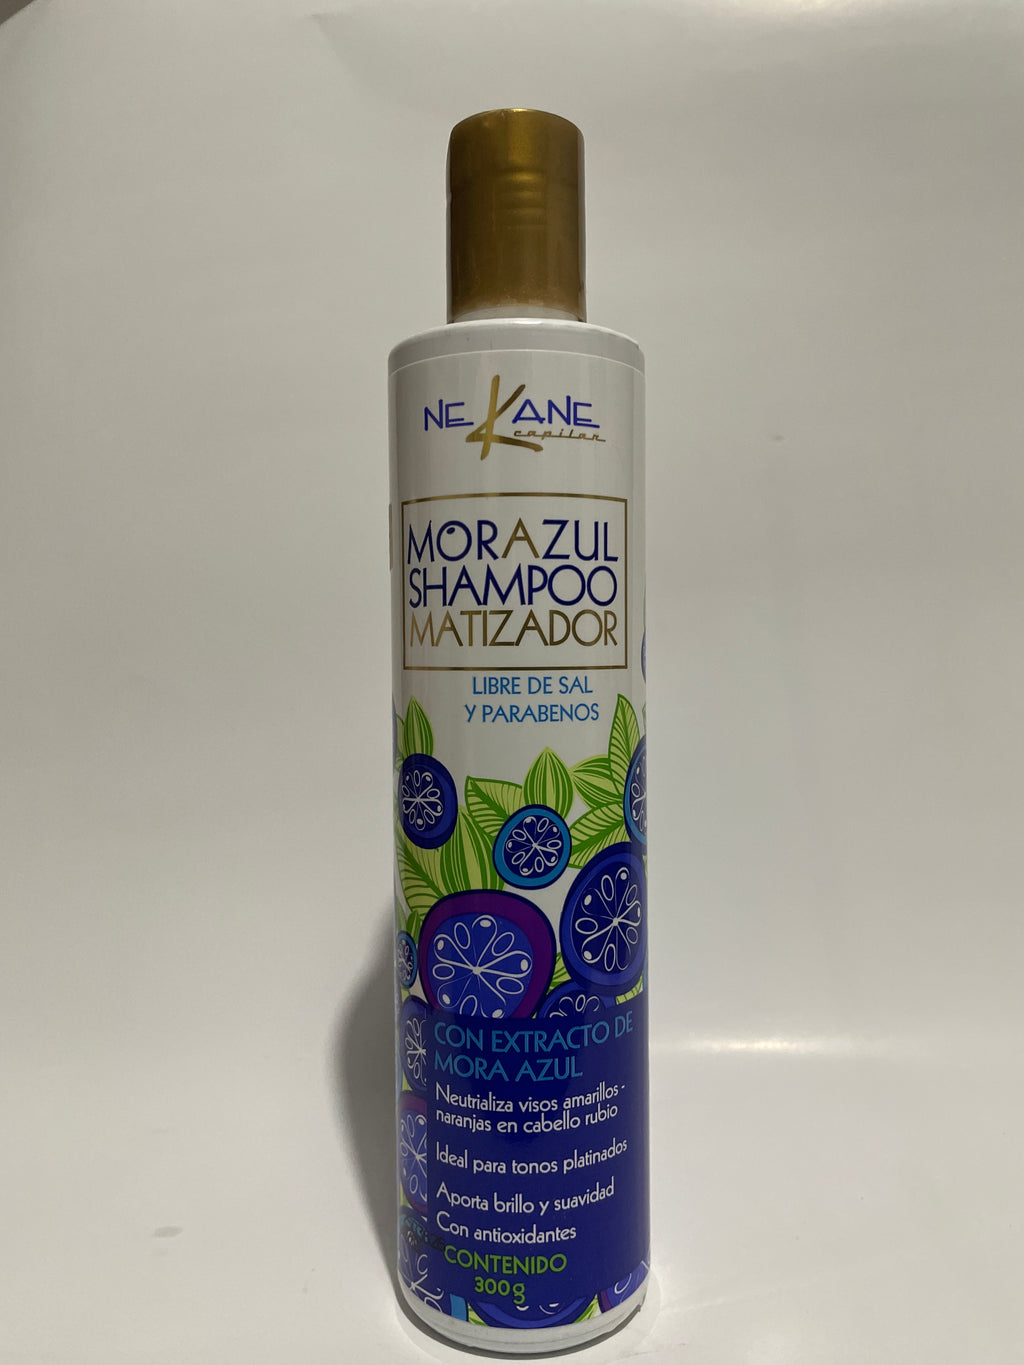 NEKANE
capilar
MORAZUL
SHAMPOO
MATIZADOR
LIBRE DE SAL
Y PARABENOS
CON EXTRACTO DE
MORA AZUL
Neutrializa visos amarillos -
naranjas en cabello rubio
Ideal para tonos platinados
Aporta brillo y suavidad
Con antioxidantes
CONTENIDO
300g